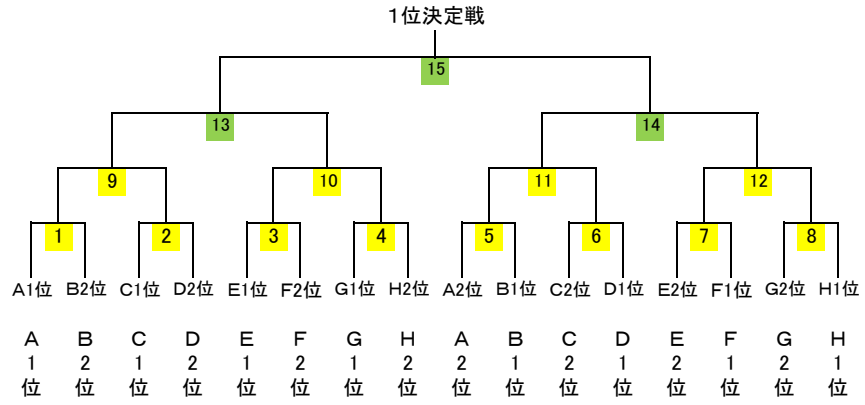 1位決定戦
15
13 14
9 10 11 12
1 2 3 4 5 6 7 8
A1位 B2位 C1位 D2位 E1位 F2位 G1位 H2位 A2位 B1位 C2位 D1位 E2位 F1位 G2位 H1位
A B C D E F G H A B C D E F G H
1 2 1 2 1 2 1 2 2 1 2 1 2 1 2 1
位 位 位 位 位 位 位 位 位 位 位 位 位 位 位 位